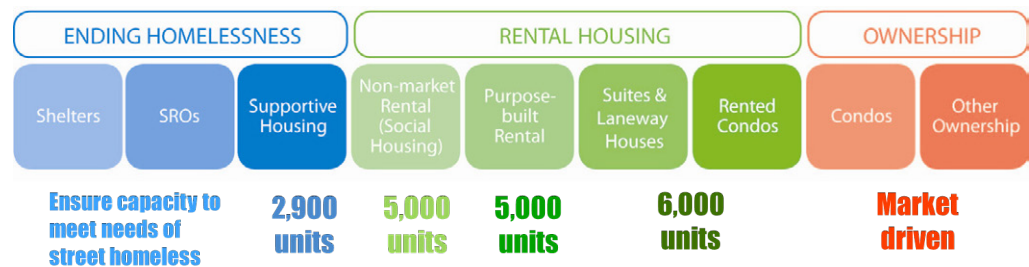 ENDING HOMELESSNESS
RENTAL HOUSING
OWNERSHIP
Shelters
SROs
Supportive
Housing
Non-market
Rental
(Social
Housing)
Purpose-
built
Rental
Suites &
Laneway
Houses
Rented
Condos
Condos
Other
Ownership
Ensure capacity to
meet needs of
street homeless
2,900
units
5,000
units
5,000
units
6,000
units
Market
driven